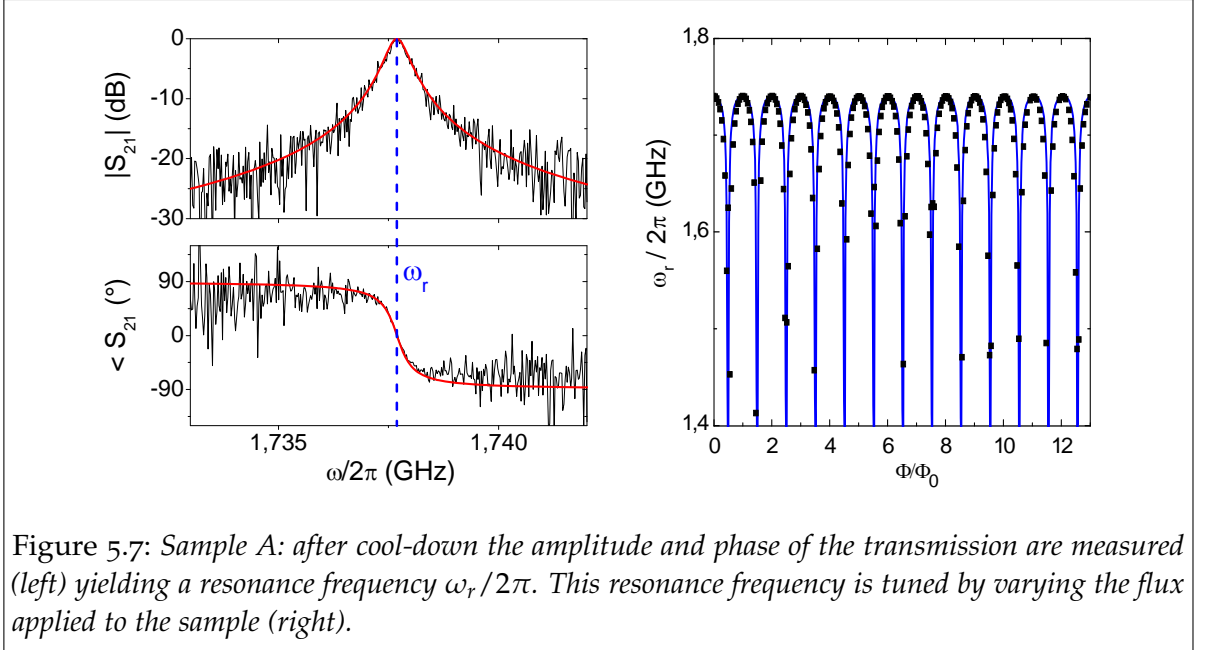 0
-10
-20
-30
|S21| (dB)
90
0
-90
< S21 (°)
ωr
1,735
1,740
ω/2π (GHz)
1,8
1,6
1,4
ωr / 2π (GHz)
0
2
4
6
8
10
12
Φ/Φ0
Figure 5.7: Sample A: after cool-down the amplitude and phase of the transmission are measured
(left) yielding a resonance frequency ωr/2π. This resonance frequency is tuned by varying the flux
applied to the sample (right).